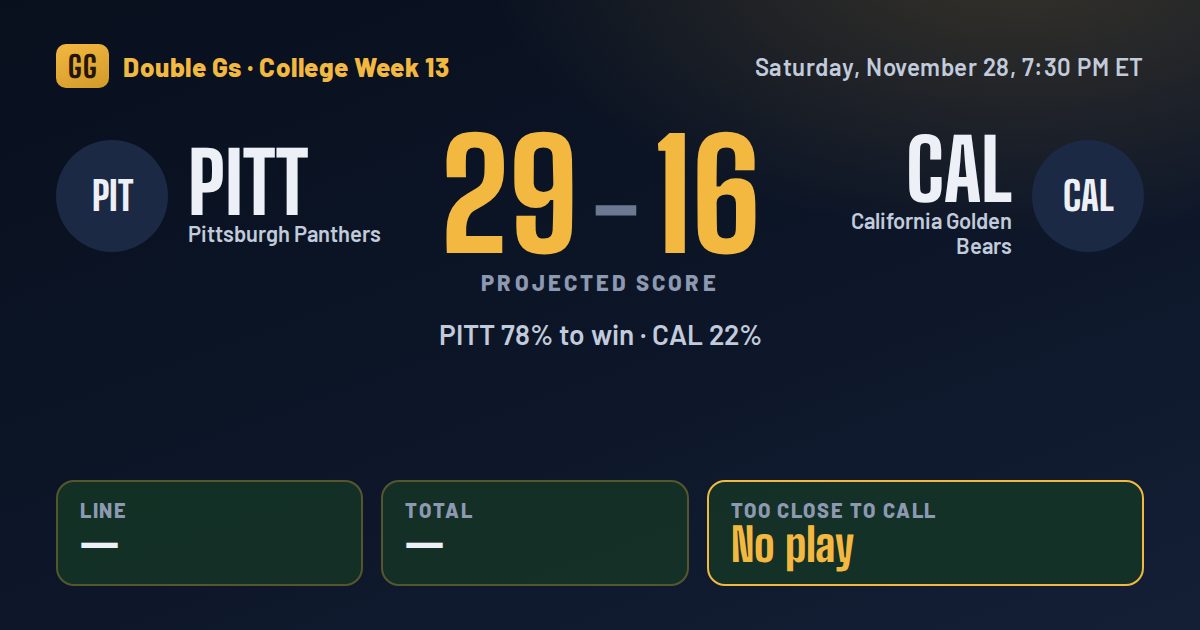 GG
Double Gs · College Week 13
Saturday, November 28, 7:30 PM ET
PIT
PITT
Pittsburgh Panthers
29 – 16
PROJECTED SCORE
PITT 78% to win · CAL 22%
CAL
California Golden
Bears
CAL
LINE
—
TOTAL
—
TOO CLOSE TO CALL
No play